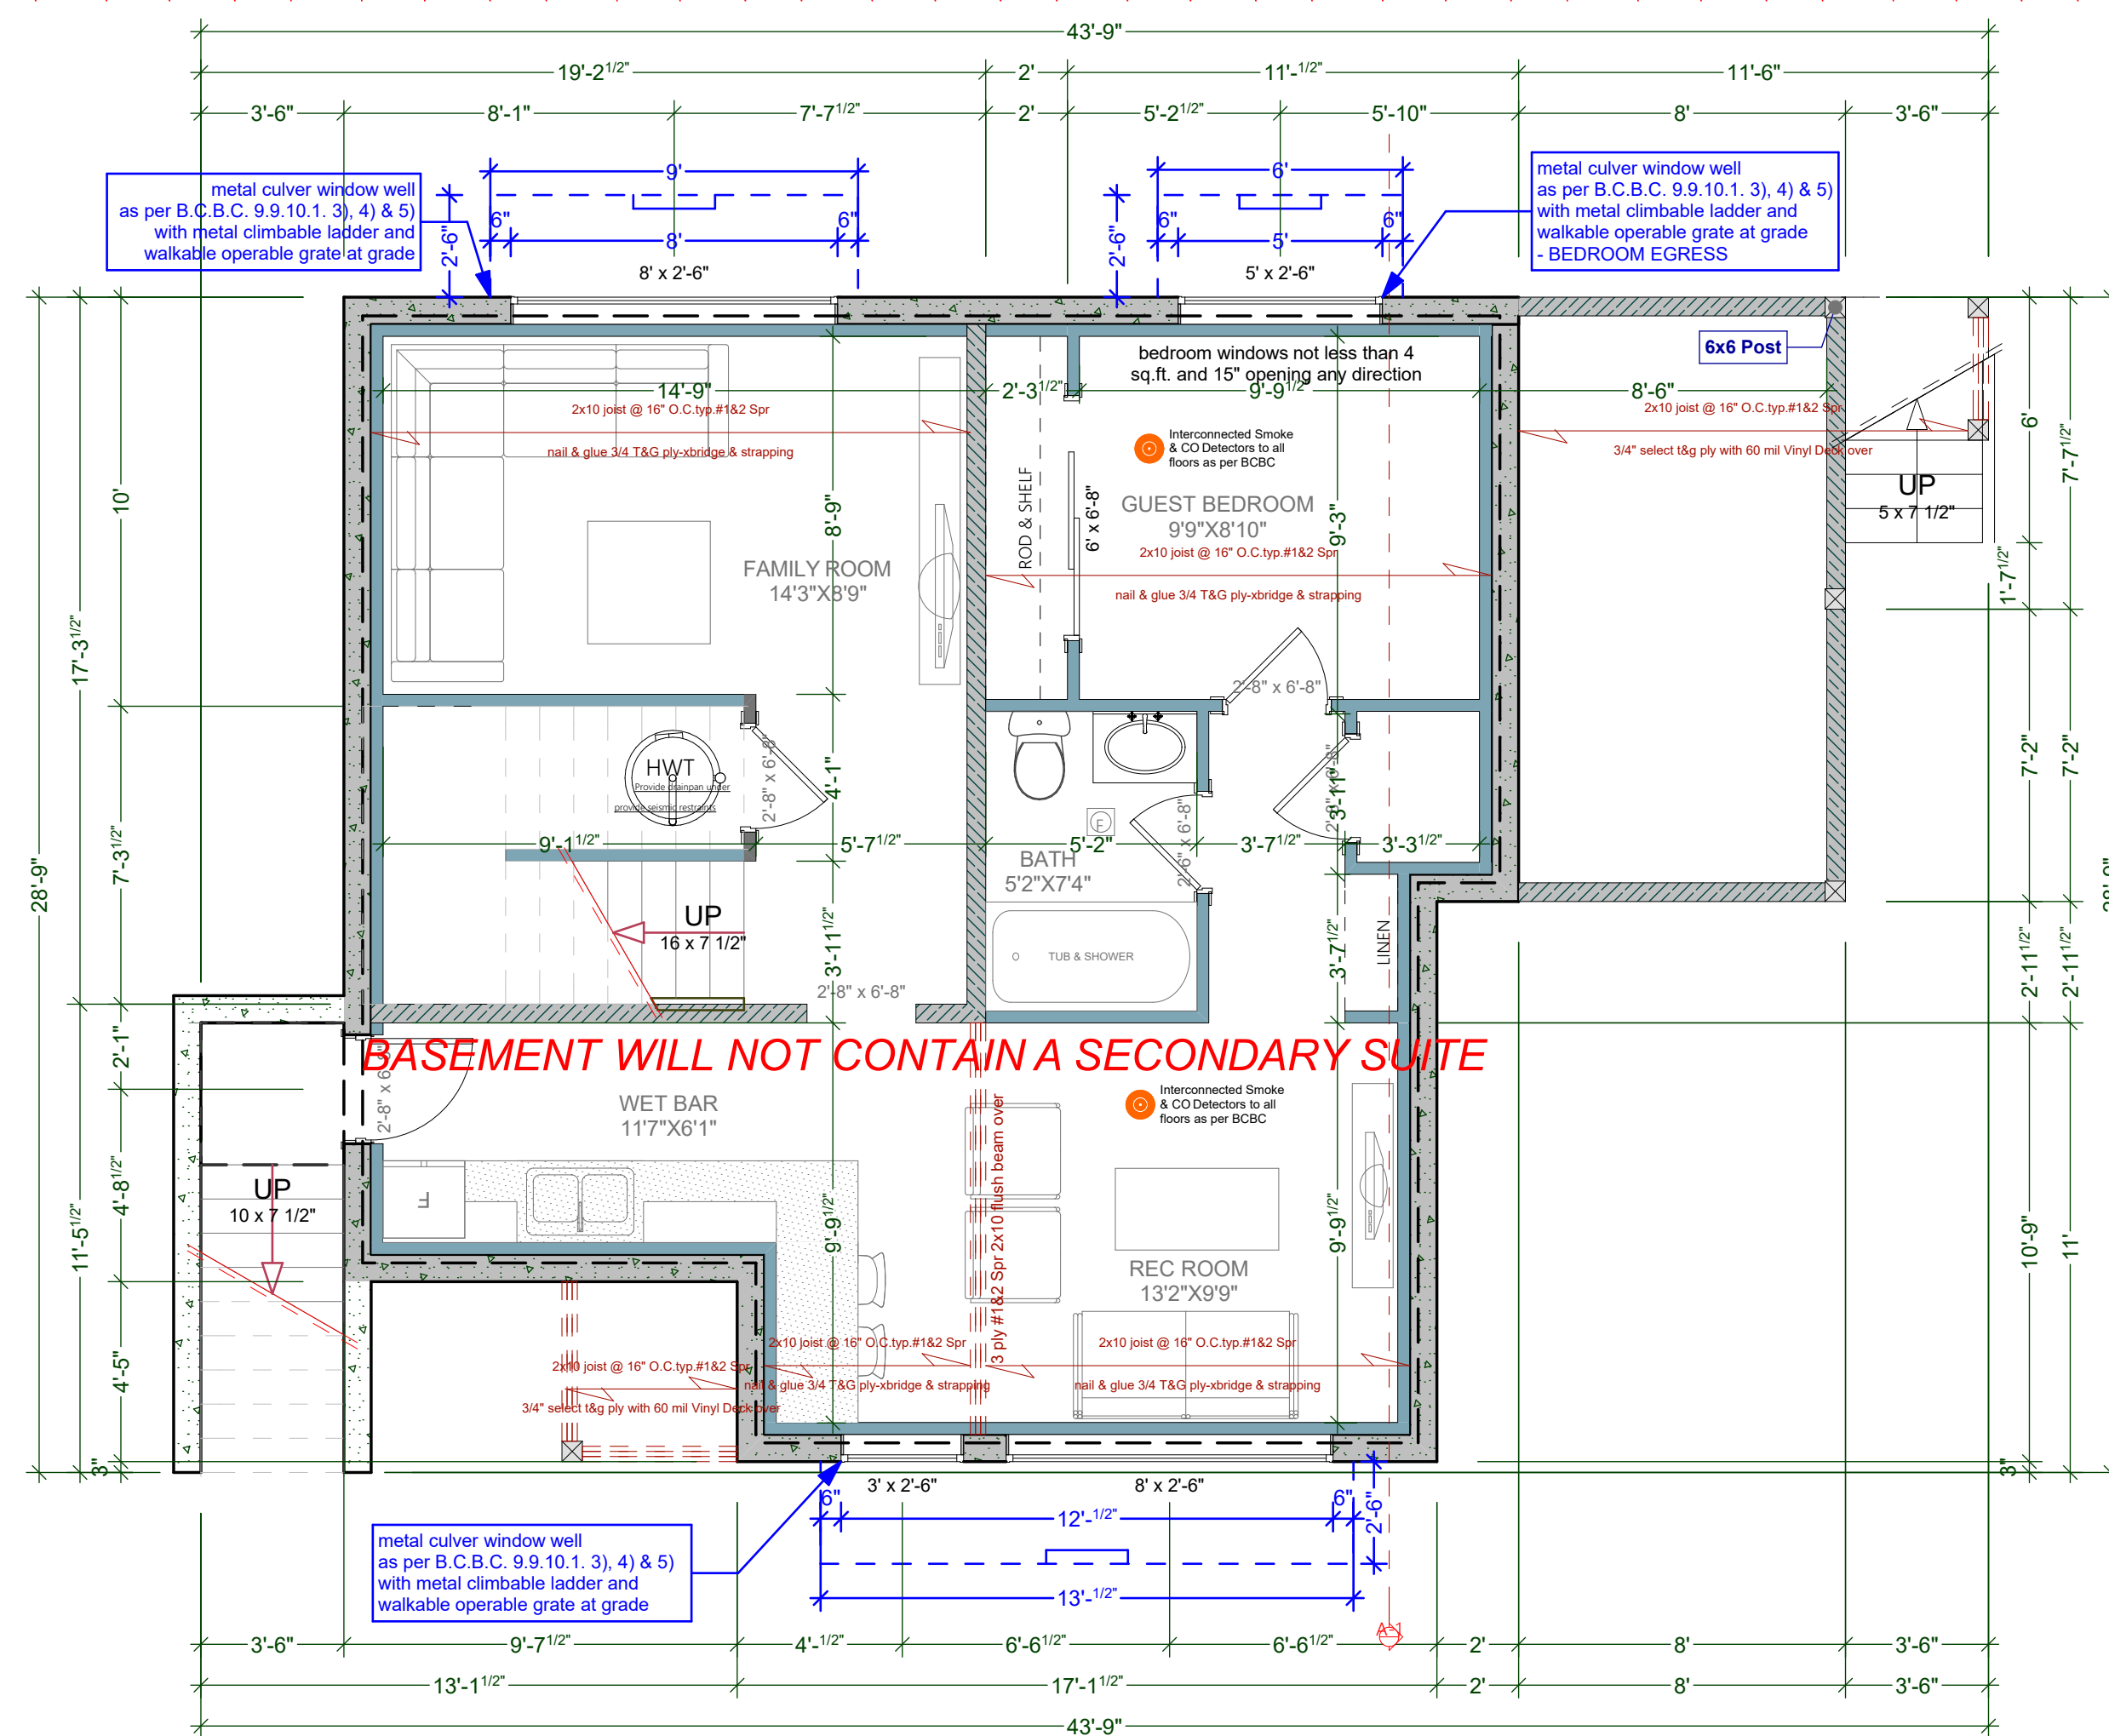 43'-9"
19'-2 1/2"
2'
11'- 1/2"
11'-6"
3'-6"
8'-1"
7'-7 1/2"
2'
5'-2 1/2"
5'-10"
8'
3'-6"
metal culver window well
as per B.C.B.C. 9.9.10.1. 3), 4) & 5)
with metal climbable ladder and
walkable operable grate at grade
9'
6"
6"
8'
2'-6"
8' x 2'-6"
6'
6"
6"
5'
2'-6"
5' x 2'-6"
metal culver window well
as per B.C.B.C. 9.9.10.1. 3), 4) & 5)
with metal climbable ladder and
walkable operable grate at grade
- BEDROOM EGRESS
6x6 Post
bedroom windows not less than 4
sq.ft. and 15" opening any direction
14'-9"
2'-3 1/2"
9'-9 1/2"
8'-6"
2x10 joist @ 16" O.C.typ.#1&2 Spr
nail & glue 3/4 T&G ply-xbridge & strapping
2x10 joist @ 16" O.C.typ.#1&2 Spr
3/4" select t&g ply with 60 mil Vinyl Deck over
Interconnected Smoke
& CO Detectors to all
floors as per BCBC
ROD & SHELF
6' x 6'-8"
GUEST BEDROOM
9'9"X8'10"
9'-3"
2x10 joist @ 16" O.C.typ.#1&2 Spr
nail & glue 3/4 T&G ply-xbridge & strapping
UP
5 x 7 1/2"
8'-9"
FAMILY ROOM
14'3"X8'9"
2'-8" x 6'-8"
HWT
Provide drainpan under
provide seismic restraints
2'-8" x 6'-8"
4'-1"
2'-8" x 6'-8"
3'-11"
F
2'-6" x 6'-8"
9'-1 1/2"
5'-7 1/2"
5'-2"
3'-7 1/2"
3'-3 1/2"
BATH
5'2"X7'4"
UP
16 x 7 1/2"
3'-11 1/2"
2'-8" x 6'-8"
TUB & SHOWER
3'-7 1/2"
LINEN
BASEMENT WILL NOT CONTAIN A SECONDARY SUITE
2'-8" x 6'-8"
WET BAR
11'7"X6'1"
Interconnected Smoke
& CO Detectors to all
floors as per BCBC
3 ply #1&2 Spr 2x10 flush beam over
UP
10 x 7 1/2"
F
9'-9 1/2"
9'-9 1/2"
REC ROOM
13'2"X9'9"
2x10 joist @ 16" O.C.typ.#1&2 Spr
nail & glue 3/4 T&G ply-xbridge & strapping
2x10 joist @ 16" O.C.typ.#1&2 Spr
nail & glue 3/4 T&G ply-xbridge & strapping
2x10 joist @ 16" O.C.typ.#1&2 Spr
3/4" select t&g ply with 60 mil Vinyl Deck over
28'-9"
17'-3 1/2"
11'-5 1/2"
10'
7'-3 1/2"
2'-1"
4'-8 1/2"
4'-5"
3"
6'
1'-7 1/2"
7'-2"
2'-11 1/2"
10'-9"
3"
7'-7 1/2"
7'-2"
2'-11 1/2"
11'
3' x 2'-6"
8' x 2'-6"
6"
12'- 1/2"
6"
2'-6"
13'- 1/2"
metal culver window well
as per B.C.B.C. 9.9.10.1. 3), 4) & 5)
with metal climbable ladder and
walkable operable grate at grade
A-1
3'-6"
9'-7 1/2"
4'- 1/2"
6'-6 1/2"
6'-6 1/2"
2'
8'
3'-6"
13'-1 1/2"
17'-1 1/2"
2'
8'
3'-6"
43'-9"